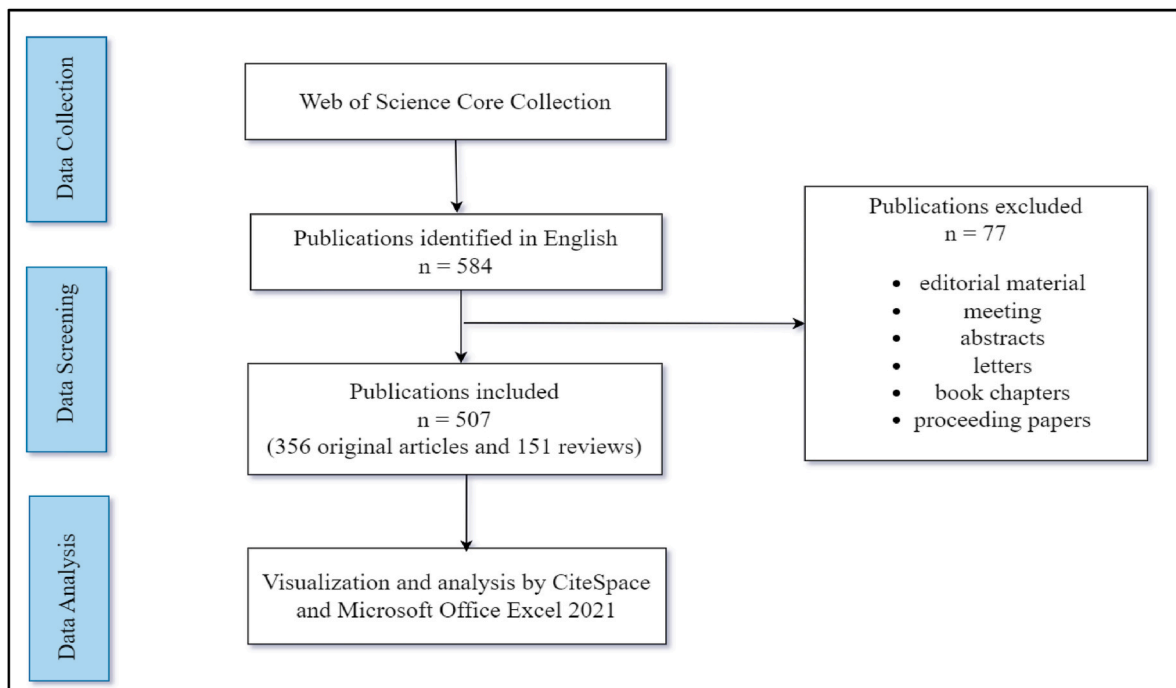 Data Collection
Web of Science Core Collection
Publications identified in English
n = 584
Publications excluded
n = 77
• editorial material
• meeting
• abstracts
• letters
• book chapters
• proceeding papers
Data Screening
Publications included
n = 507
(356 original articles and 151 reviews)
Data Analysis
Visualization and analysis by CiteSpace
and Microsoft Office Excel 2021